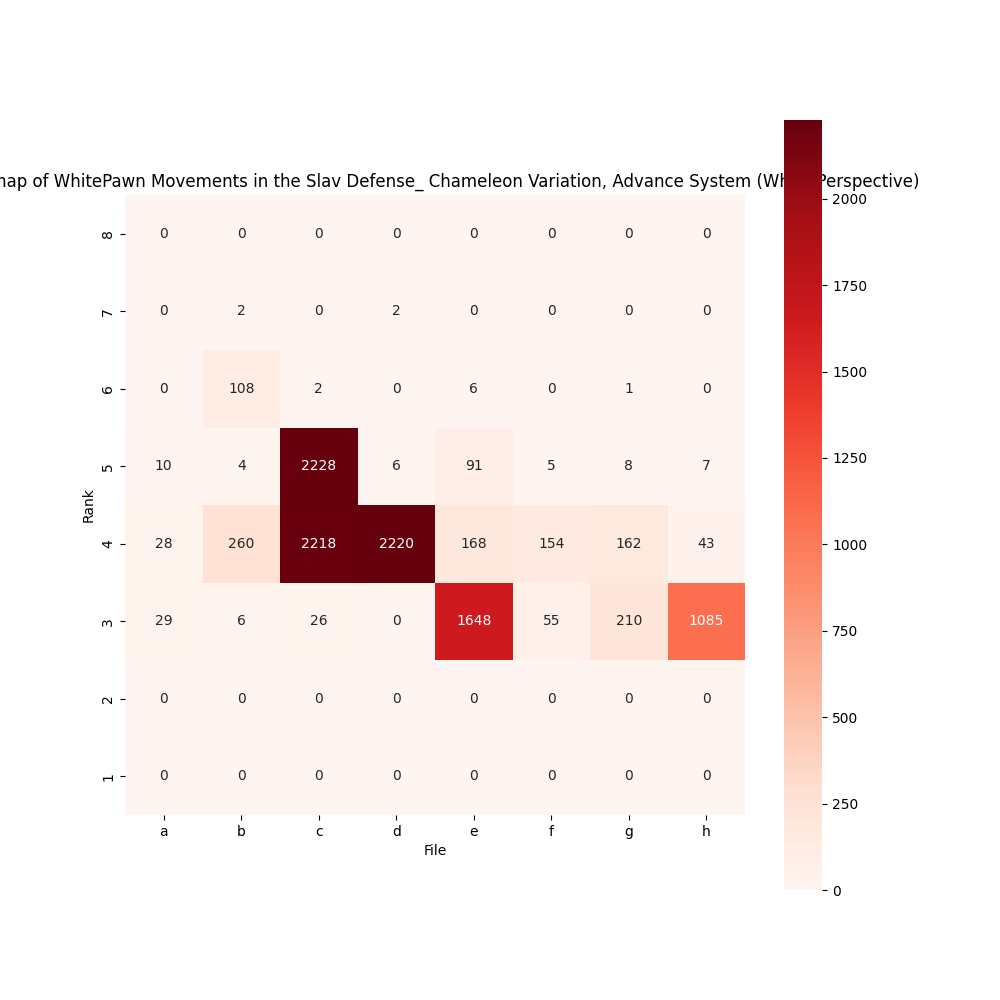 map of WhitePawn Movements in the Slav Defense_ Chameleon Variation, Advance System (White Perspective)
8 0 0 0 0 0 0 0 0
7 0 2 0 2 0 0 0 0
6 0 108 2 0 6 0 1 0
5 10 4 2228 6 91 5 8 7
4 28 260 2218 2220 168 154 162 43
3 29 6 26 0 1648 55 210 1085
2 0 0 0 0 0 0 0 0
1 0 0 0 0 0 0 0 0
a b c d e f g h
File
Rank
2000
1750
1500
1250
1000
750
500
250
0